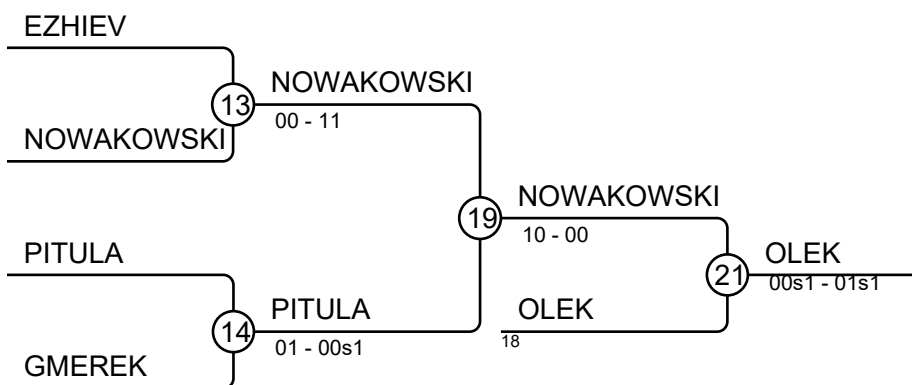 EZHIEV
13
NOWAKOWSKI
00 - 11
NOWAKOWSKI
19
NOWAKOWSKI
10 - 00
PITULA
21
OLEK
00s1 - 01s1
14
PITULA
01 - 00s1
OLEK
18
GMEREK